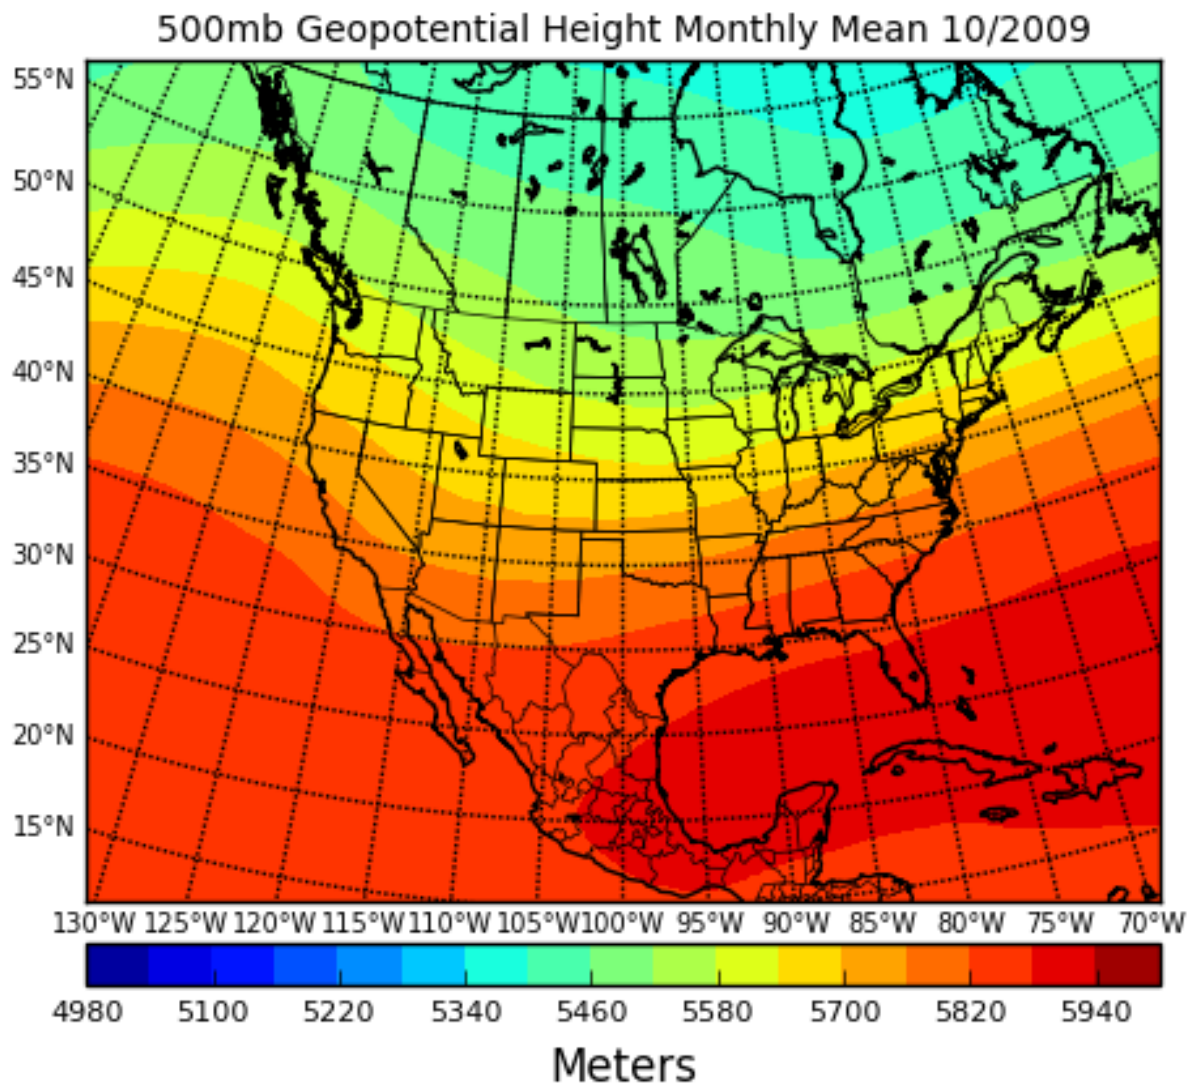 500mb Geopotential Height Monthly Mean 10/2009
55°N
50°N
45°N
40°N
35°N
30°N
25°N
20°N
15°N
130°W 125°W 120°W 115°W 110°W 105°W 100°W 95°W 90°W 85°W 80°W 75°W 70°W
4980 5100 5220 5340 5460 5580 5700 5820 5940
Meters